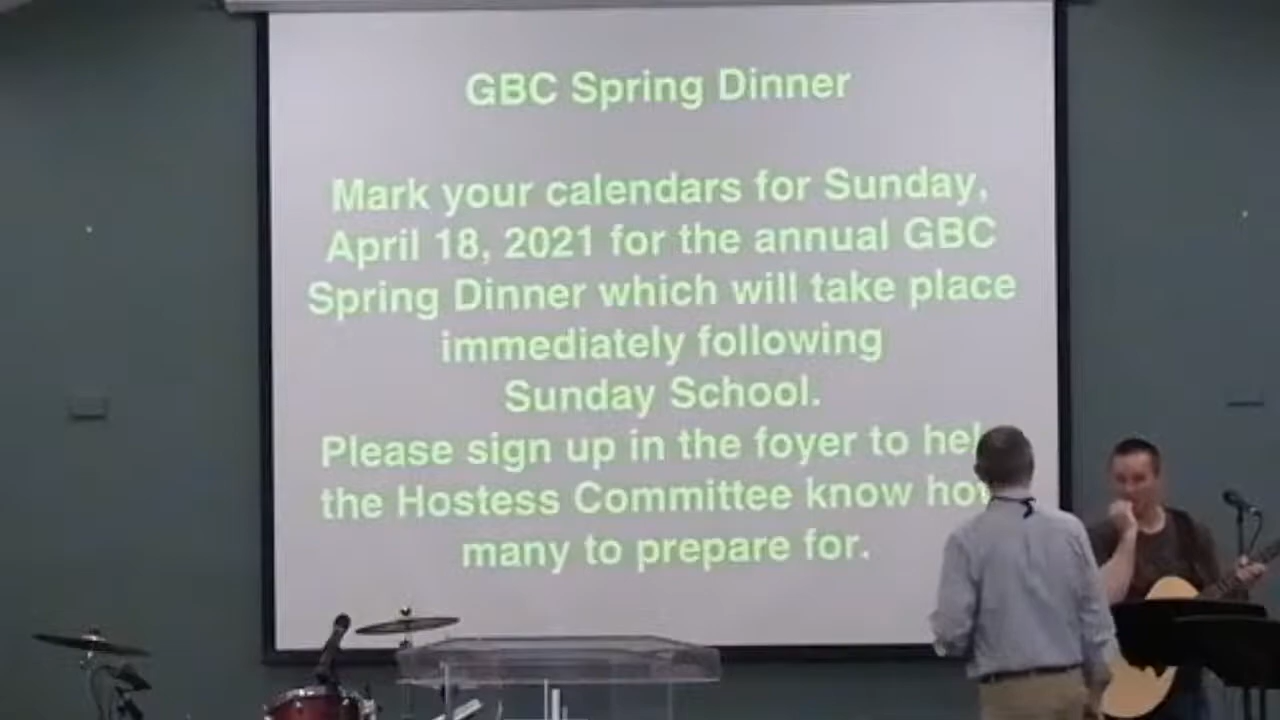 GBC Spring Dinner
Mark your calendars for Sunday,
April 18, 2021 for the annual GBC
Spring Dinner which will take place
immediately following
Sunday School.
Please sign up in the foyer to
the Hostess Committee know
many to prepare for.